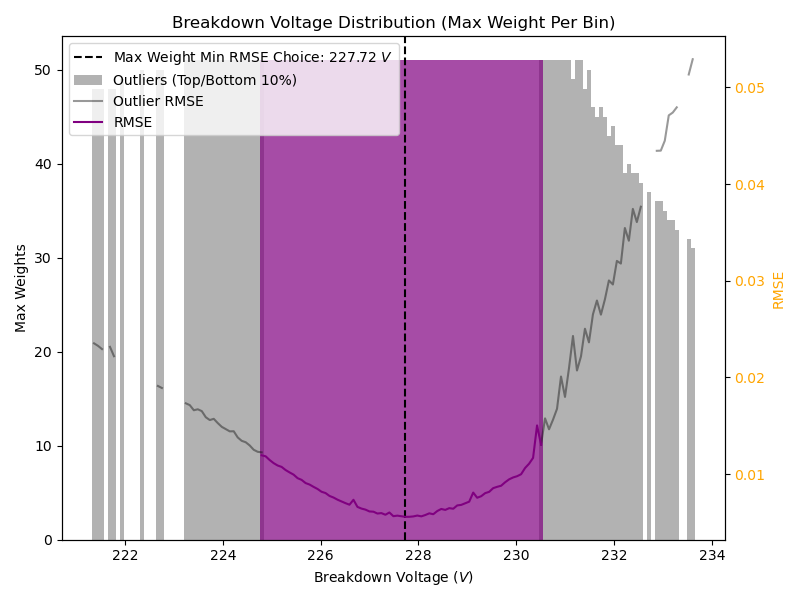 Breakdown Voltage Distribution (Max Weight Per Bin)
Max Weight Min RMSE Choice: 227.72 V
Outliers (Top/Bottom 10%)
Outlier RMSE
RMSE
Max Weights
50
40
30
20
10
0
0.05
0.04
0.03
0.02
0.01
RMSE
222 224 226 228 230 232 234
Breakdown Voltage (V)